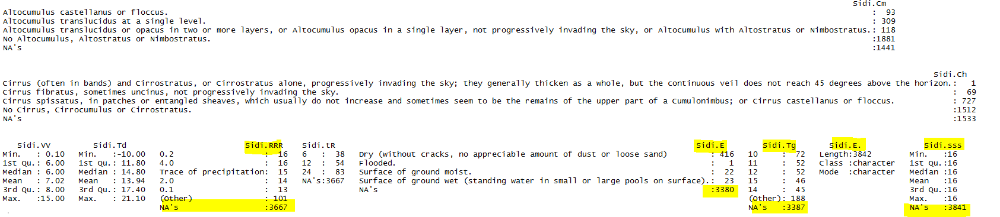 Sidi.Cm
Altocumulus castellanus or floccus. : 93
Altocumulus translucidus at a single level. : 309
Altocumulus translucidus or opacus in two or more layers, or Altocumulus opacus in a single layer, not progressively invading the sky, or Altocumulus with Altostratus or Nimbostratus.: 118
No Altocumulus, Altostratus or Nimbostratus. :1881
NA's :1441
Sidi.Ch
Cirrus (often in bands) and Cirrostratus, or Cirrostratus alone, progressively invading the sky; they generally thicken as a whole, but the continuous veil does not reach 45 degrees above the horizon.: 1
Cirrus fibratus, sometimes uncinus, not progressively invading the sky. : 69
Cirrus spissatus, in patches or entangled sheaves, which usually do not increase and sometimes seem to be the remains of the upper part of a Cumulonimbus; or Cirrus castellanus or floccus. : 727
No Cirrus, Cirrocumulus or Cirrostratus. :1512
NA's :1533
Sidi.VV Sidi.Td Sidi.RRR Sidi.tR Sidi.E Sidi.Tg Sidi.E. Sidi.sss
Min. : 0.10 Min. :-10.00 0.2 : 16 6 : 38 Dry (without cracks, no appreciable amount of dust or loose sand) : 416 10 : 72 Length:3842 Min. :16
1st Qu.: 6.00 1st Qu.: 11.80 4.0 : 16 12 : 54 Flooded. : 1 11 : 52 Class :character 1st Qu.:16
Median : 6.00 Median : 14.80 Trace of precipitation: 15 24 : 83 Surface of ground moist. : 22 12 : 52 Mode :character Median :16
Mean : 7.02 Mean : 13.94 2.0 : 14 NA's:3667 Surface of ground wet (standing water in small or large pools on surface).: 23 15 : 46 Mean :16
3rd Qu.: 8.00 3rd Qu.: 17.40 0.1 : 13 NA's :3380 14 : 45 3rd Qu.:16
Max. :15.00 Max. : 21.10 (Other) : 101 (Other): 188 Max. :16
NA's :3667 NA's :3387 NA's :3841